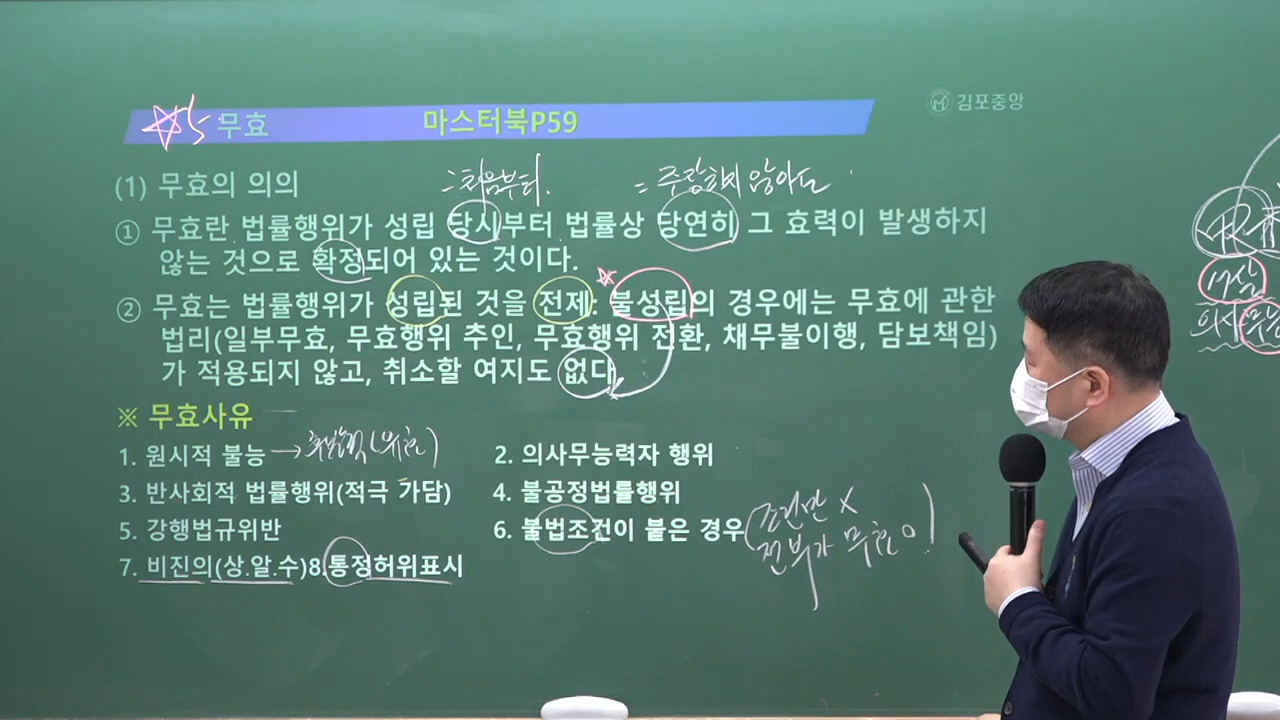 무효 마스터북P59
김포중앙
(1) 무효의 의의
=처음부터. = 주장하지 않아도
① 무효란 법률행위가 성립 당시부터 법률상 당연히 그 효력이 발생하지
않는 것으로 확정되어 있는 것이다.
② 무효는 법률행위가 성립된 것을 전제: 불성립의 경우에는 무효에 관한
법리(일부무효, 무효행위 추인, 무효행위 전환, 채무불이행, 담보책임)
가 적용되지 않고, 취소할 여지도 없다
※ 무효사유
1. 원시적 불능 → (유효) 2. 의사무능력자 행위
3. 반사회적 법률행위(적극 가담) 4. 불공정법률행위
5. 강행법규위반 6. 불법조건이 붙은 경우
(조건만 X
전부가 무효 O!)
7. 비진의(상.알.수)8.통정허위표시